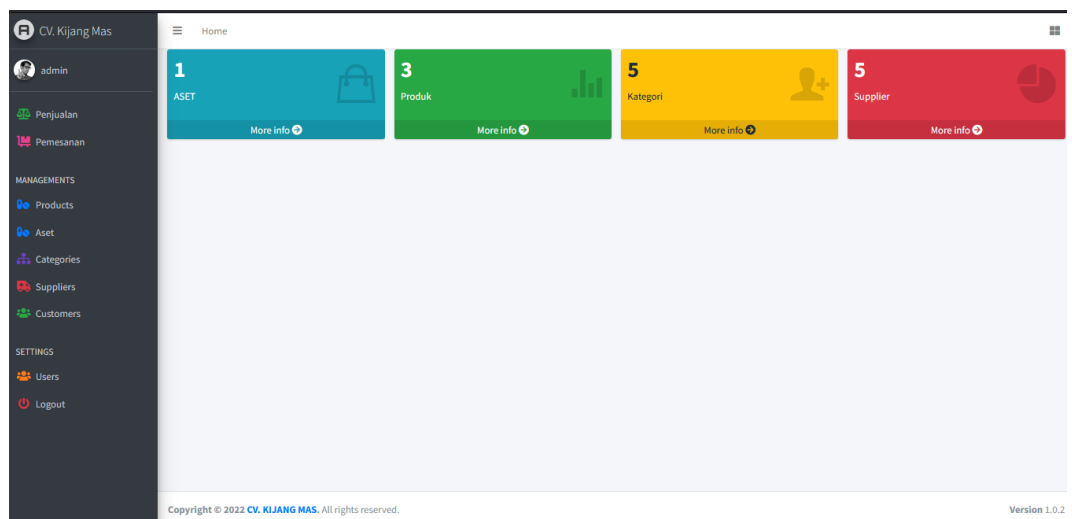 CV. Kijang Mas
Home
admin
Penjualan
Pemesanan
MANAGEMENTS
Products
Aset
Categories
Suppliers
Customers
SETTINGS
Users
Logout
1
ASET
More info
3
Produk
More info
5
Kategori
More info
5
Supplier
More info
Copyright © 2022 CV. KIJANG MAS. All rights reserved.
Version 1.0.2